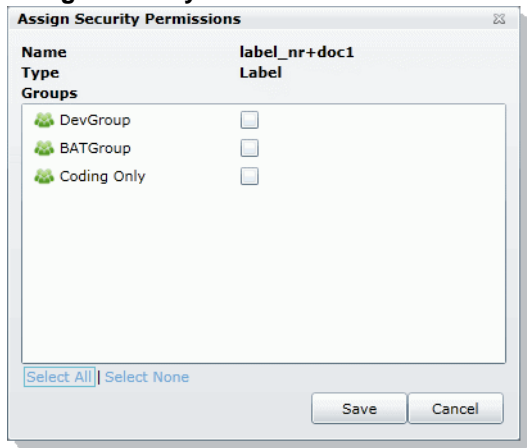 Assign Security Permissions
Name label_nr+doc1
Type Label
Groups
DevGroup
BATGroup
Coding Only
Select All | Select None
Save Cancel